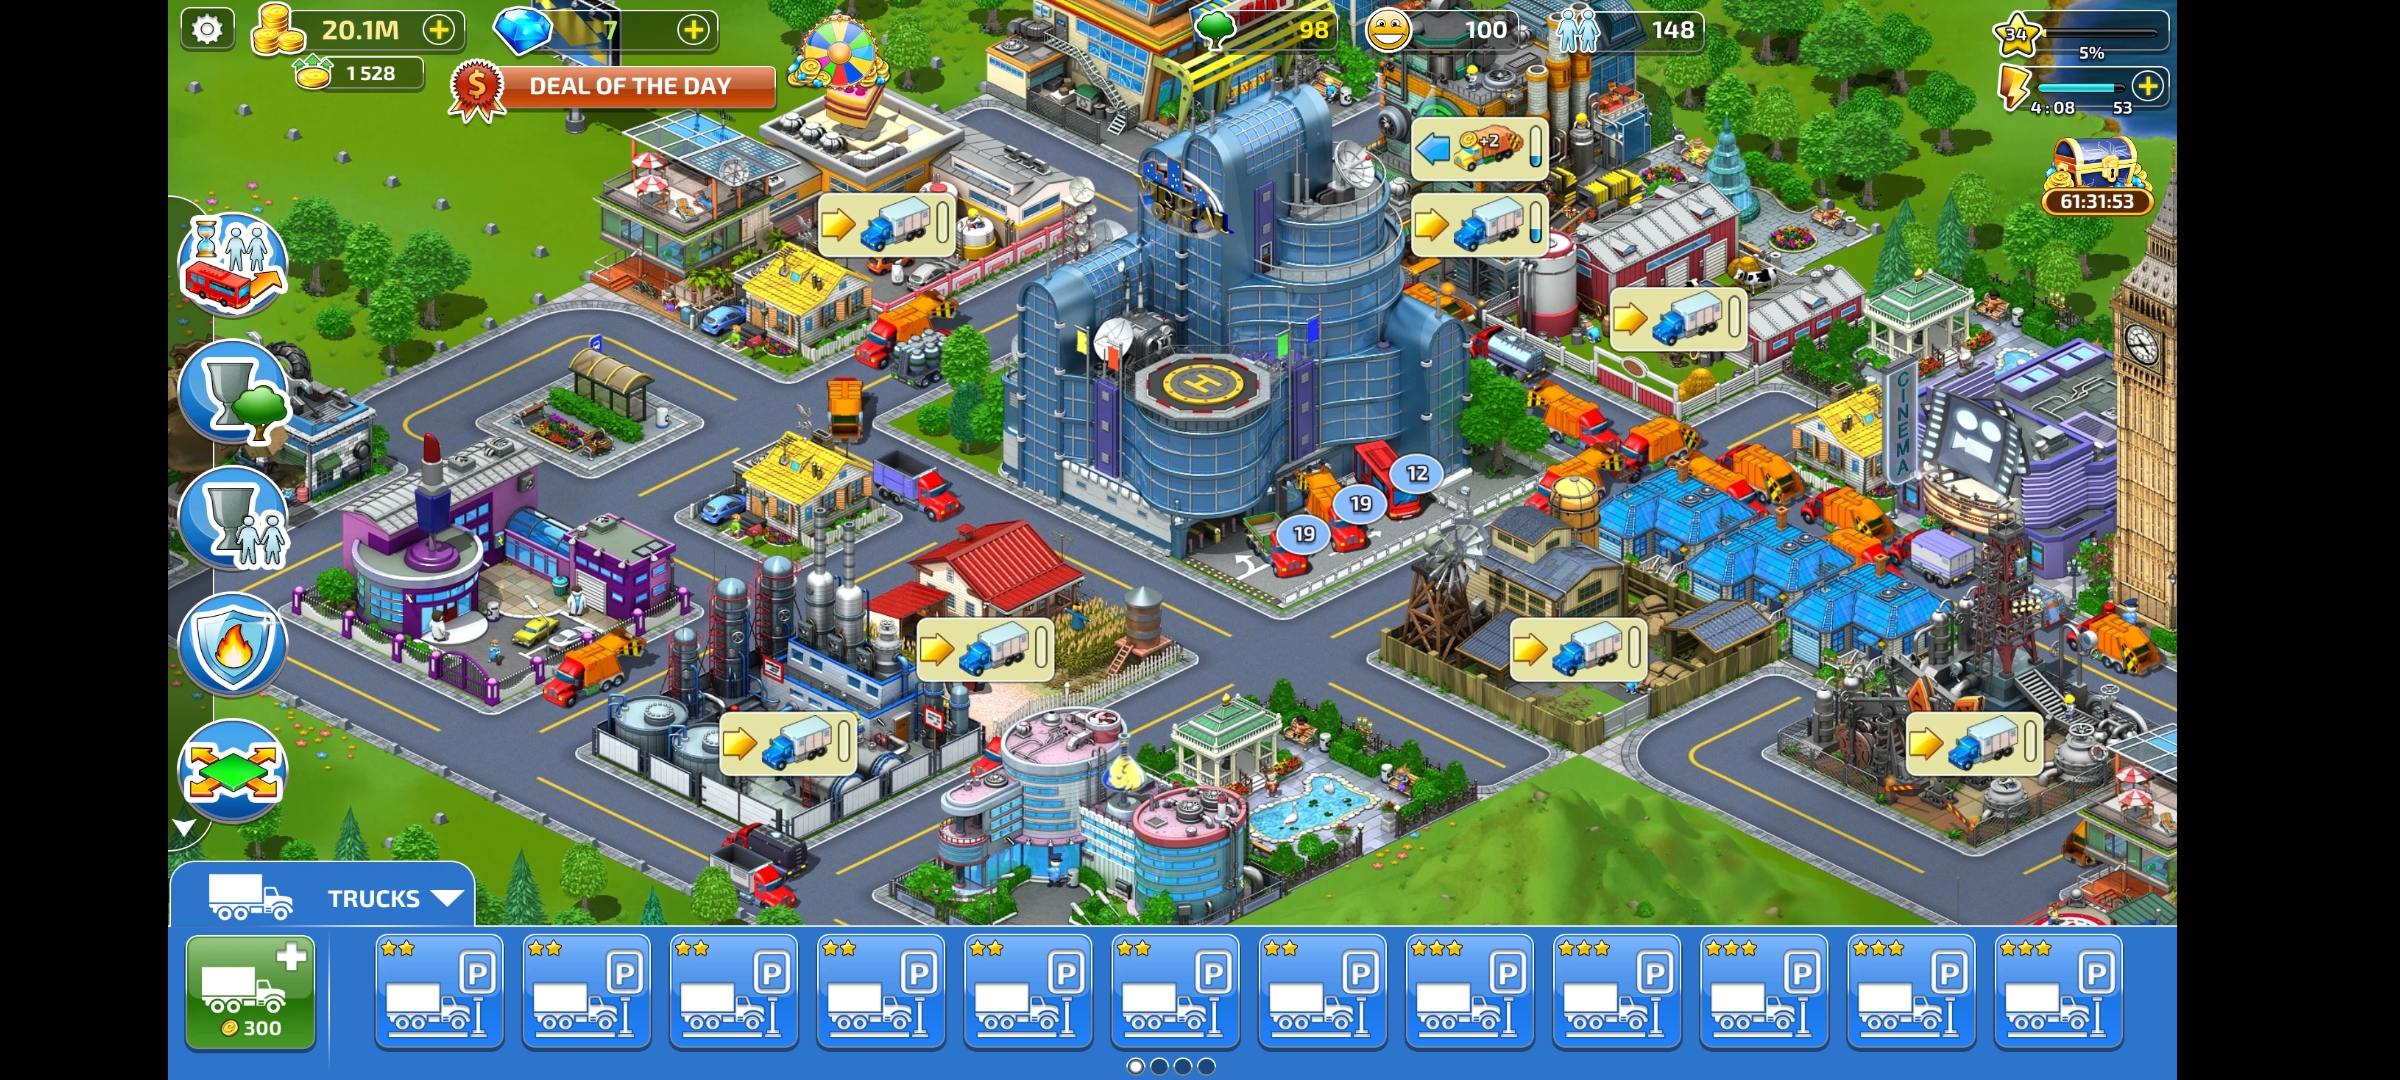 20.1M
7
98
100
148
34
5%
1 528
DEAL OF THE DAY
4:08
53
+2
61:31:53
H
CINEMA
12
19
19
TRUCKS
P
P
P
P
P
P
P
P
P
P
P
P
300